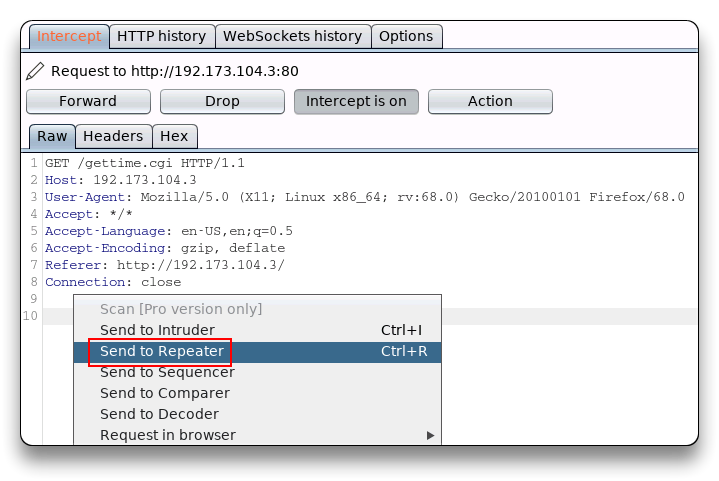 Intercept HTTP history WebSockets history Options
Request to http://192.173.104.3:80
Forward Drop Intercept is on Action
Raw Headers Hex
1 GET /gettime.cgi HTTP/1.1
2 Host: 192.173.104.3
3 User-Agent: Mozilla/5.0 (X11; Linux x86_64; rv:68.0) Gecko/20100101 Firefox/68.0
4 Accept: */*
5 Accept-Language: en-US,en;q=0.5
6 Accept-Encoding: gzip, deflate
7 Referer: http://192.173.104.3/
8 Connection: close
9
10
Scan [Pro version only]
Send to Intruder Ctrl+I
Send to Repeater Ctrl+R
Send to Sequencer
Send to Comparer
Send to Decoder
Request in browser